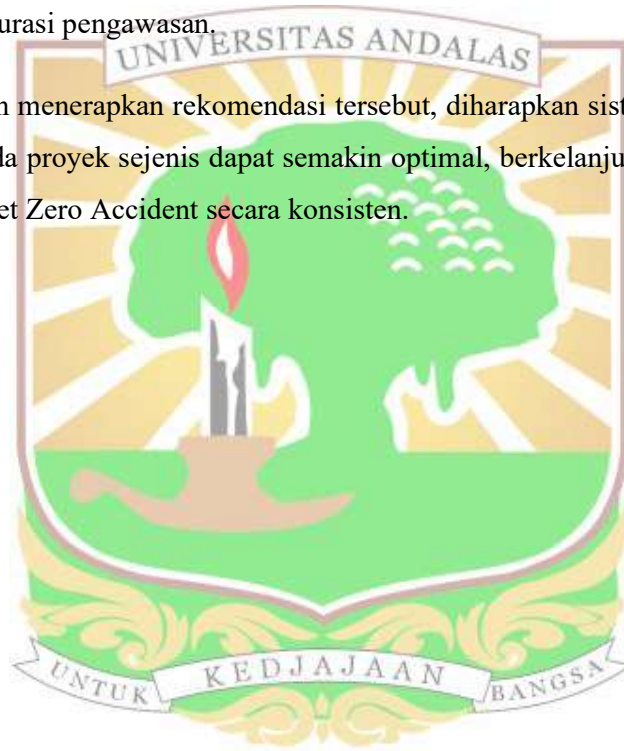 urasi pengawasan.
UNIVERSITAS ANDALAS
n menerapkan rekomendasi tersebut, diharapkan sist
da proyek sejenis dapat semakin optimal, berkelanju
et Zero Accident secara konsisten.
UNTUK KEDJAJAAN BANGSA